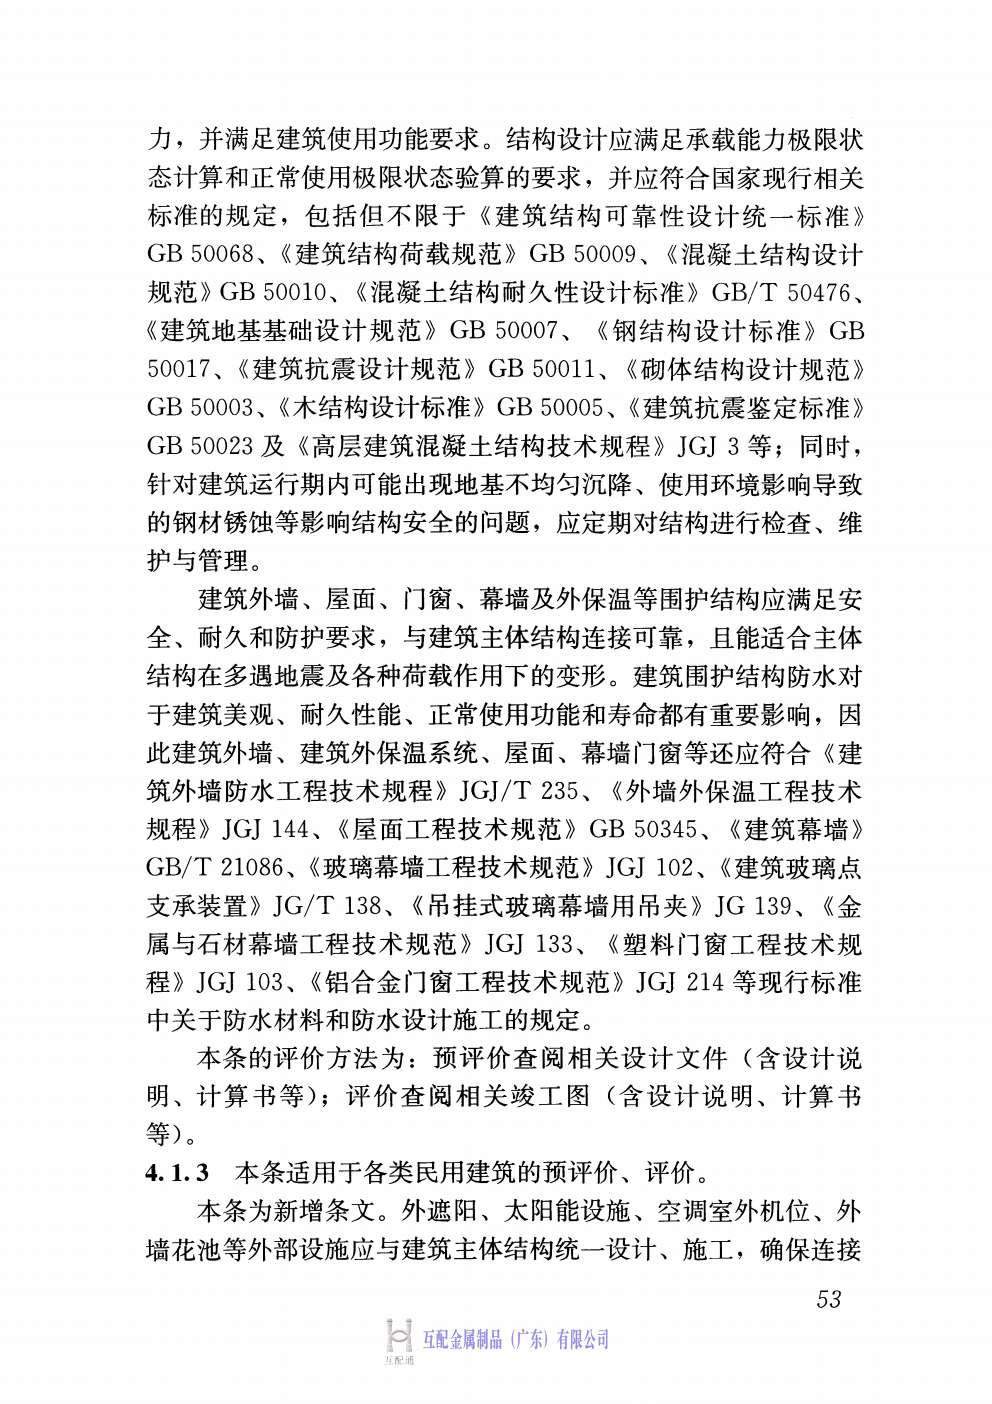 力，并满足建筑使用功能要求。结构设计应满足承载能力极限状
态计算和正常使用极限状态验算的要求，并应符合国家现行相关
标准的规定，包括但不限于《建筑结构可靠性设计统一标准》
GB 50068、《建筑结构荷载规范》GB 50009、《混凝土结构设计
规范》GB 50010、《混凝土结构耐久性设计标准》GB/T 50476、
《建筑地基基础设计规范》GB 50007、《钢结构设计标准》GB
50017、《建筑抗震设计规范》GB 50011、《砌体结构设计规范》
GB 50003、《木结构设计标准》GB 50005、《建筑抗震鉴定标准》
GB 50023 及《高层建筑混凝土结构技术规程》JGJ 3 等；同时，
针对建筑运行期内可能出现地基不均匀沉降、使用环境影响导致
的钢材锈蚀等影响结构安全的问题，应定期对结构进行检查、维
护与管理。
建筑外墙、屋面、门窗、幕墙及外保温等围护结构应满足安
全、耐久和防护要求，与建筑主体结构连接可靠，且能适合主体
结构在多遇地震及各种荷载作用下的变形。建筑围护结构防水对
于建筑美观、耐久性能、正常使用功能和寿命都有重要影响，因
此建筑外墙、建筑外保温系统、屋面、幕墙门窗等还应符合《建
筑外墙防水工程技术规程》JGJ/T 235、《外墙外保温工程技术
规程》JGJ 144、《屋面工程技术规范》GB 50345、《建筑幕墙》
GB/T 21086、《玻璃幕墙工程技术规范》JGJ 102、《建筑玻璃点
支承装置》JG/T 138、《吊挂式玻璃幕墙用吊夹》JG 139、《金
属与石材幕墙工程技术规范》JGJ 133、《塑料门窗工程技术规
程》JGJ 103、《铝合金门窗工程技术规范》JGJ 214 等现行标准
中关于防水材料和防水设计施工的规定。
本条的评价方法为：预评价查阅相关设计文件（含设计说
明、计算书等）；评价查阅相关竣工图（含设计说明、计算书
等）。
4.1.3 本条适用于各类民用建筑的预评价、评价。
本条为新增条文。外遮阳、太阳能设施、空调室外机位、外
墙花池等外部设施应与建筑主体结构统一设计、施工，确保连接
53
互配金属制品（广东）有限公司
互配通